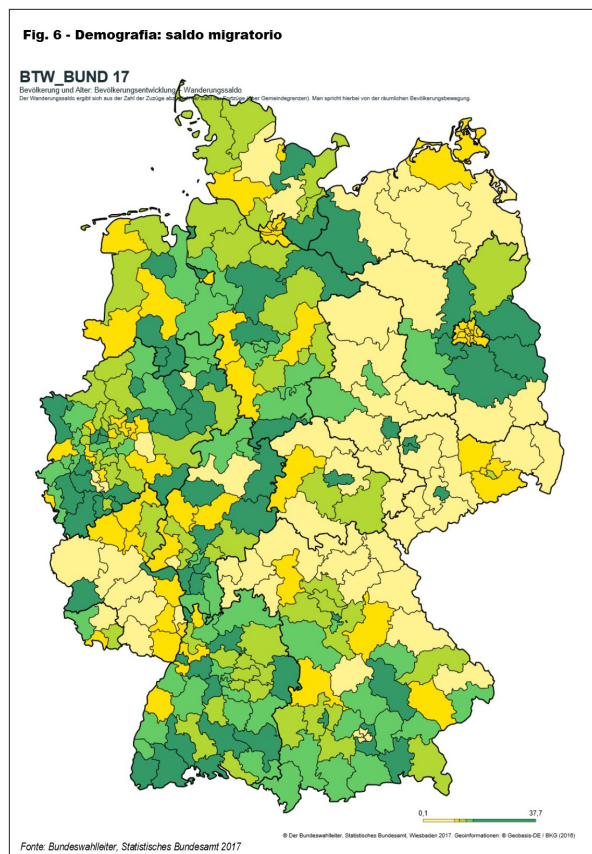 Fig. 6 - Demografia: saldo migratorio
BTW_BUND 17
Bevölkerung und Alter: Bevölkerungsentwicklung - Wanderungssaldo
Der Wanderungssaldo ergibt sich aus der Zahl der Zuzüge der Zahl der Fortzüge (über Gemeindegrenzen). Man spricht hierbei von der räumlichen Bevölkerungsbewegung.
0,1 37,7
© Der Bundeswahlleiter, Statistisches Bundesamt, Wiesbaden 2017. Geoinformationen: © Geobasis-DE / BKG (2016)
Fonte: Bundeswahlleiter, Statistisches Bundesamt 2017